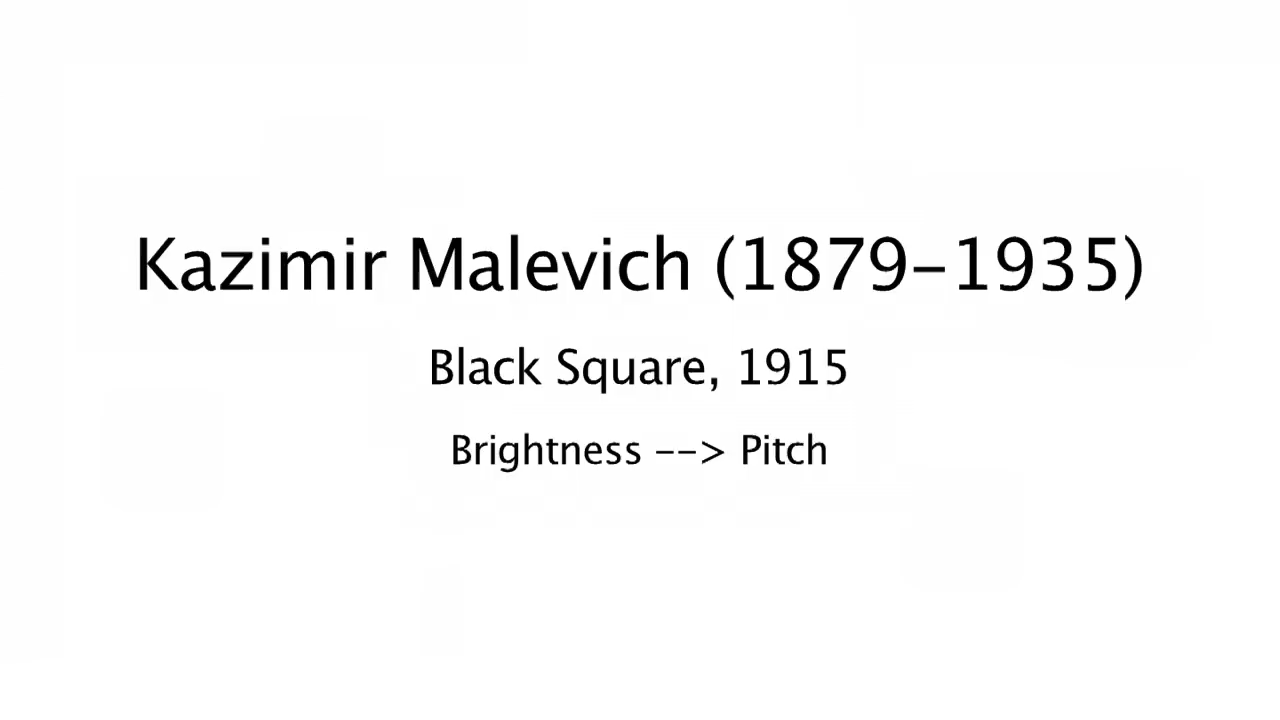 Kazimir Malevich (1879–1935)
Black Square, 1915
Brightness --> Pitch